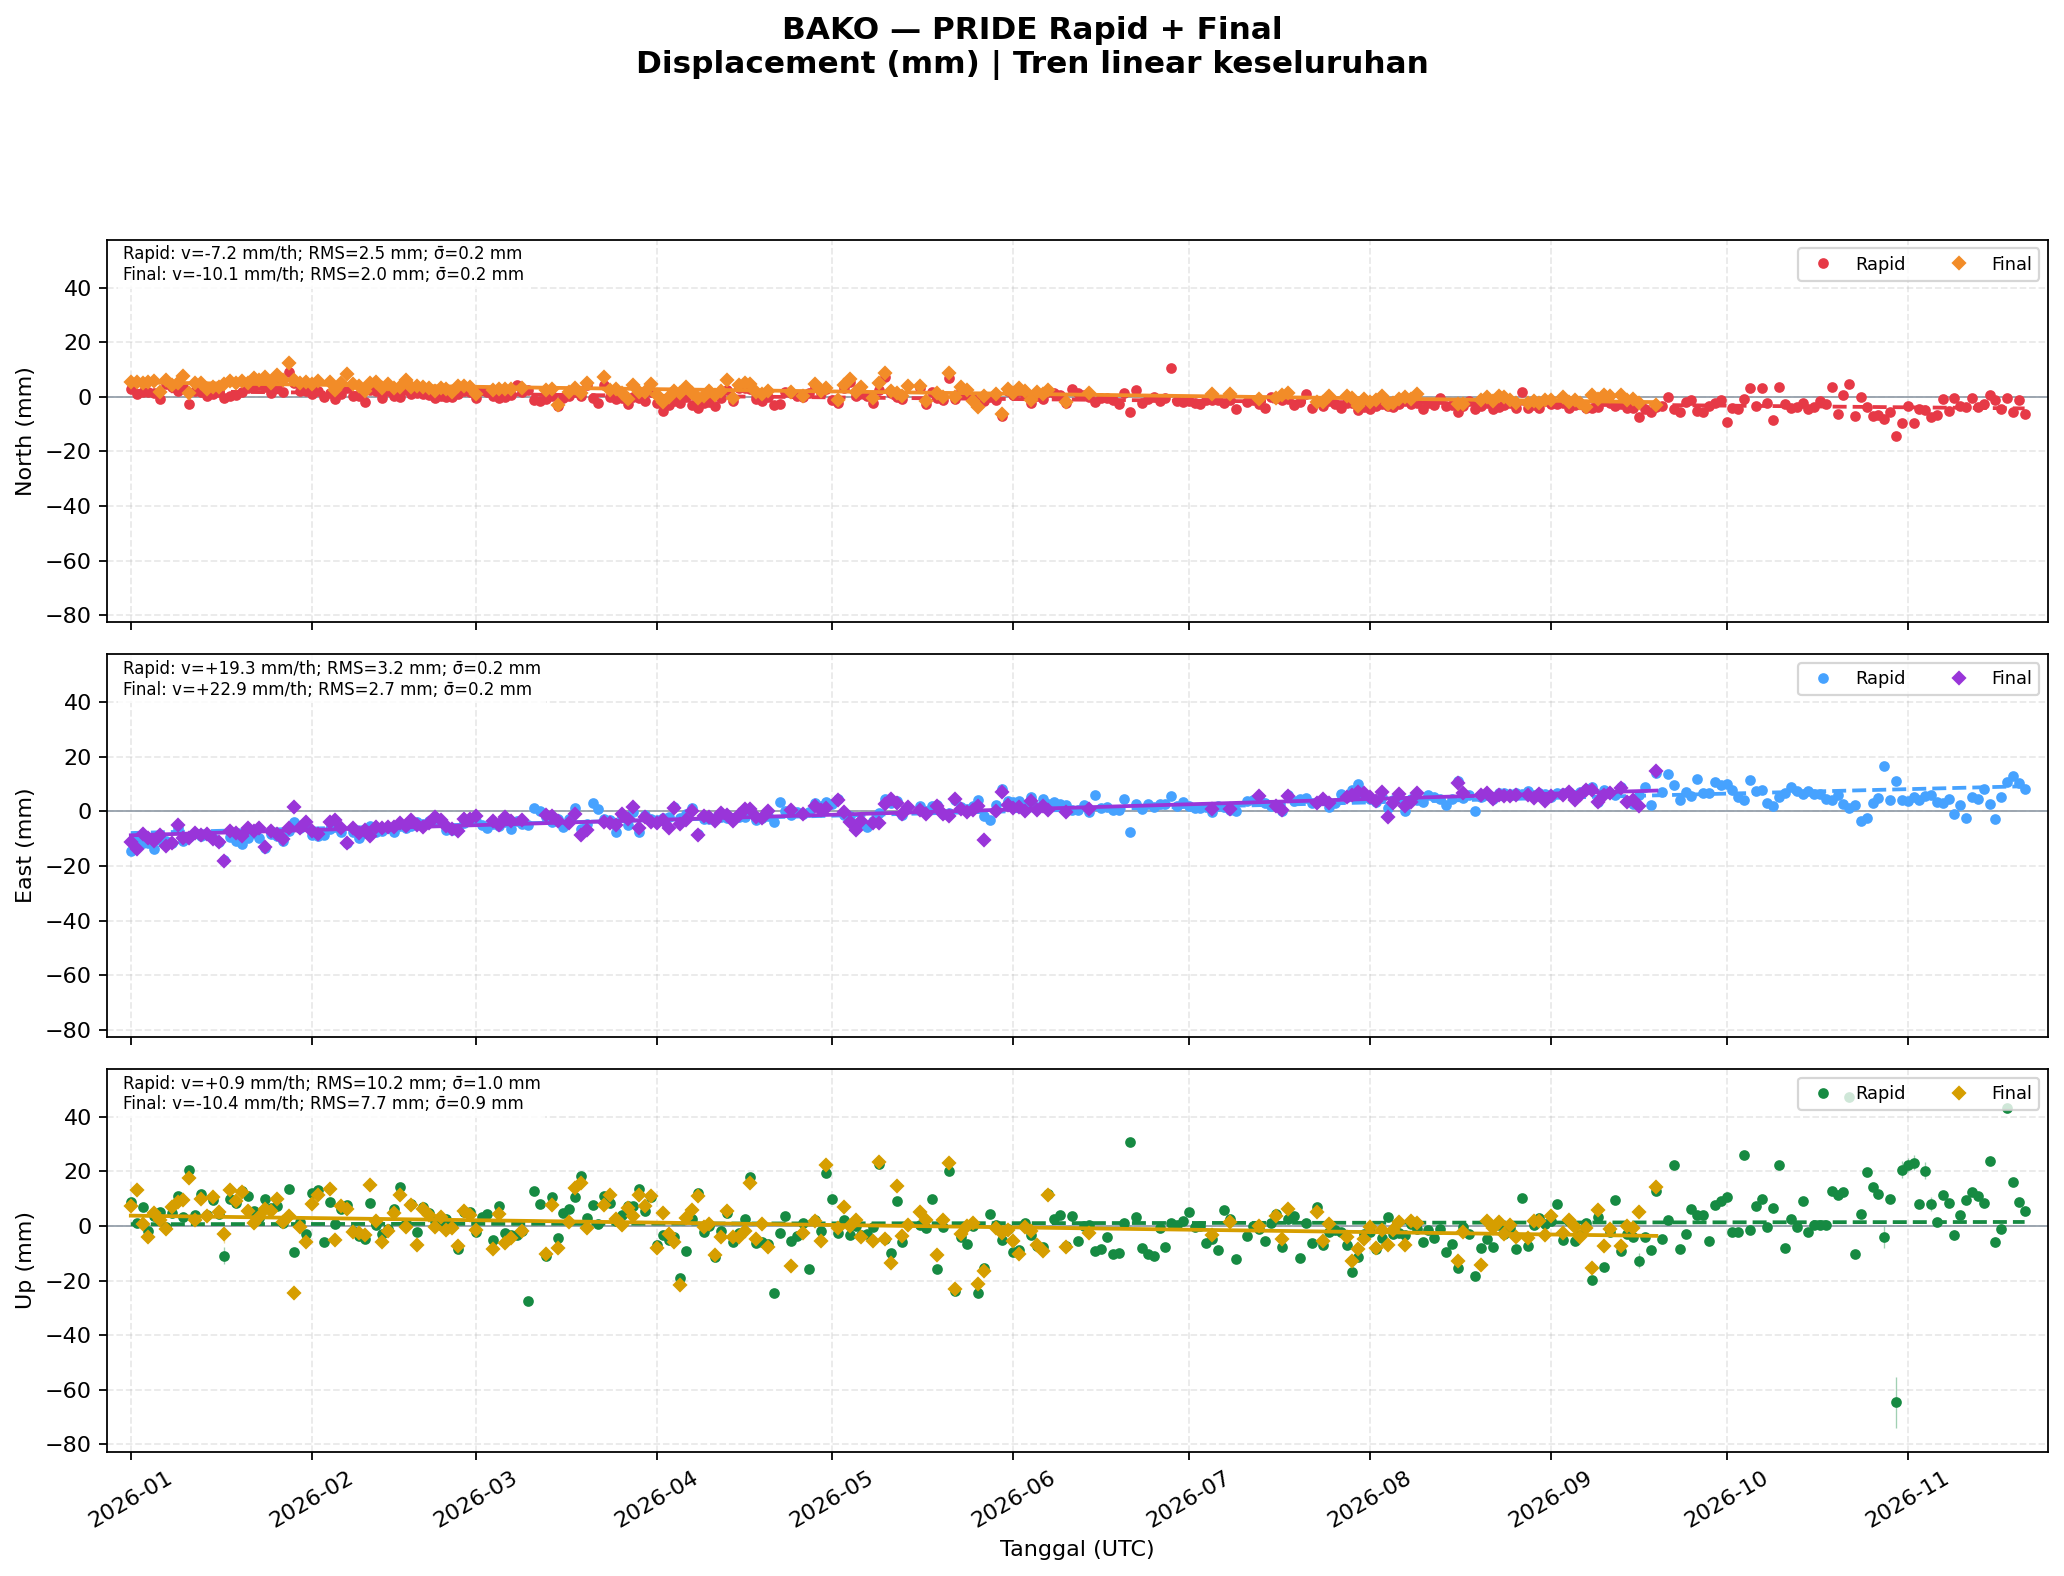 BAKO — PRIDE Rapid + Final
Displacement (mm) | Tren linear keseluruhan
Rapid: v=-7.2 mm/th; RMS=2.5 mm; σ̄=0.2 mm
Final: v=-10.1 mm/th; RMS=2.0 mm; σ̄=0.2 mm
Rapid Final
North (mm)
40
20
0
−20
−40
−60
−80
Rapid: v=+19.3 mm/th; RMS=3.2 mm; σ̄=0.2 mm
Final: v=+22.9 mm/th; RMS=2.7 mm; σ̄=0.2 mm
Rapid Final
East (mm)
40
20
0
−20
−40
−60
−80
Rapid: v=+0.9 mm/th; RMS=10.2 mm; σ̄=1.0 mm
Final: v=-10.4 mm/th; RMS=7.7 mm; σ̄=0.9 mm
Rapid Final
Up (mm)
40
20
0
−20
−40
−60
−80
2026-01 2026-02 2026-03 2026-04 2026-05 2026-06 2026-07 2026-08 2026-09 2026-10 2026-11
Tanggal (UTC)